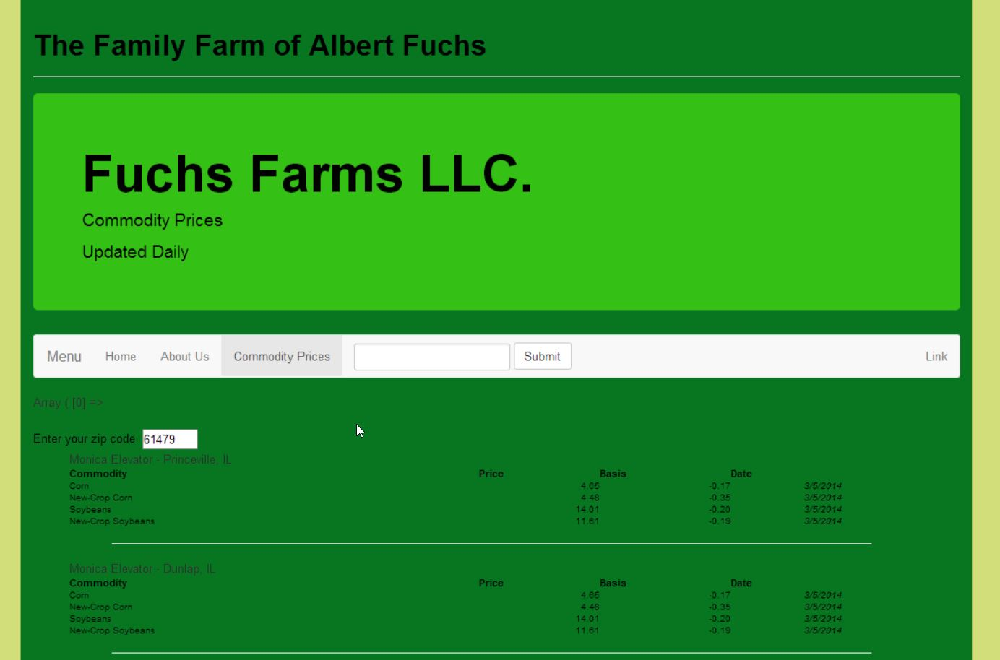 The Family Farm of Albert Fuchs
Fuchs Farms LLC.
Commodity Prices
Updated Daily
Menu Home About Us Commodity Prices Submit Link
Array ( [0] =>
Enter your zip code 61479
Monica Elevator - Princeville, IL
Commodity Price Basis Date
Corn 4.65 -0.17 3/5/2014
New-Crop Corn 4.48 -0.35 3/5/2014
Soybeans 14.01 -0.20 3/5/2014
New-Crop Soybeans 11.61 -0.19 3/5/2014
Monica Elevator - Dunlap, IL
Commodity Price Basis Date
Corn 4.65 -0.17 3/5/2014
New-Crop Corn 4.48 -0.35 3/5/2014
Soybeans 14.01 -0.20 3/5/2014
New-Crop Soybeans 11.61 -0.19 3/5/2014